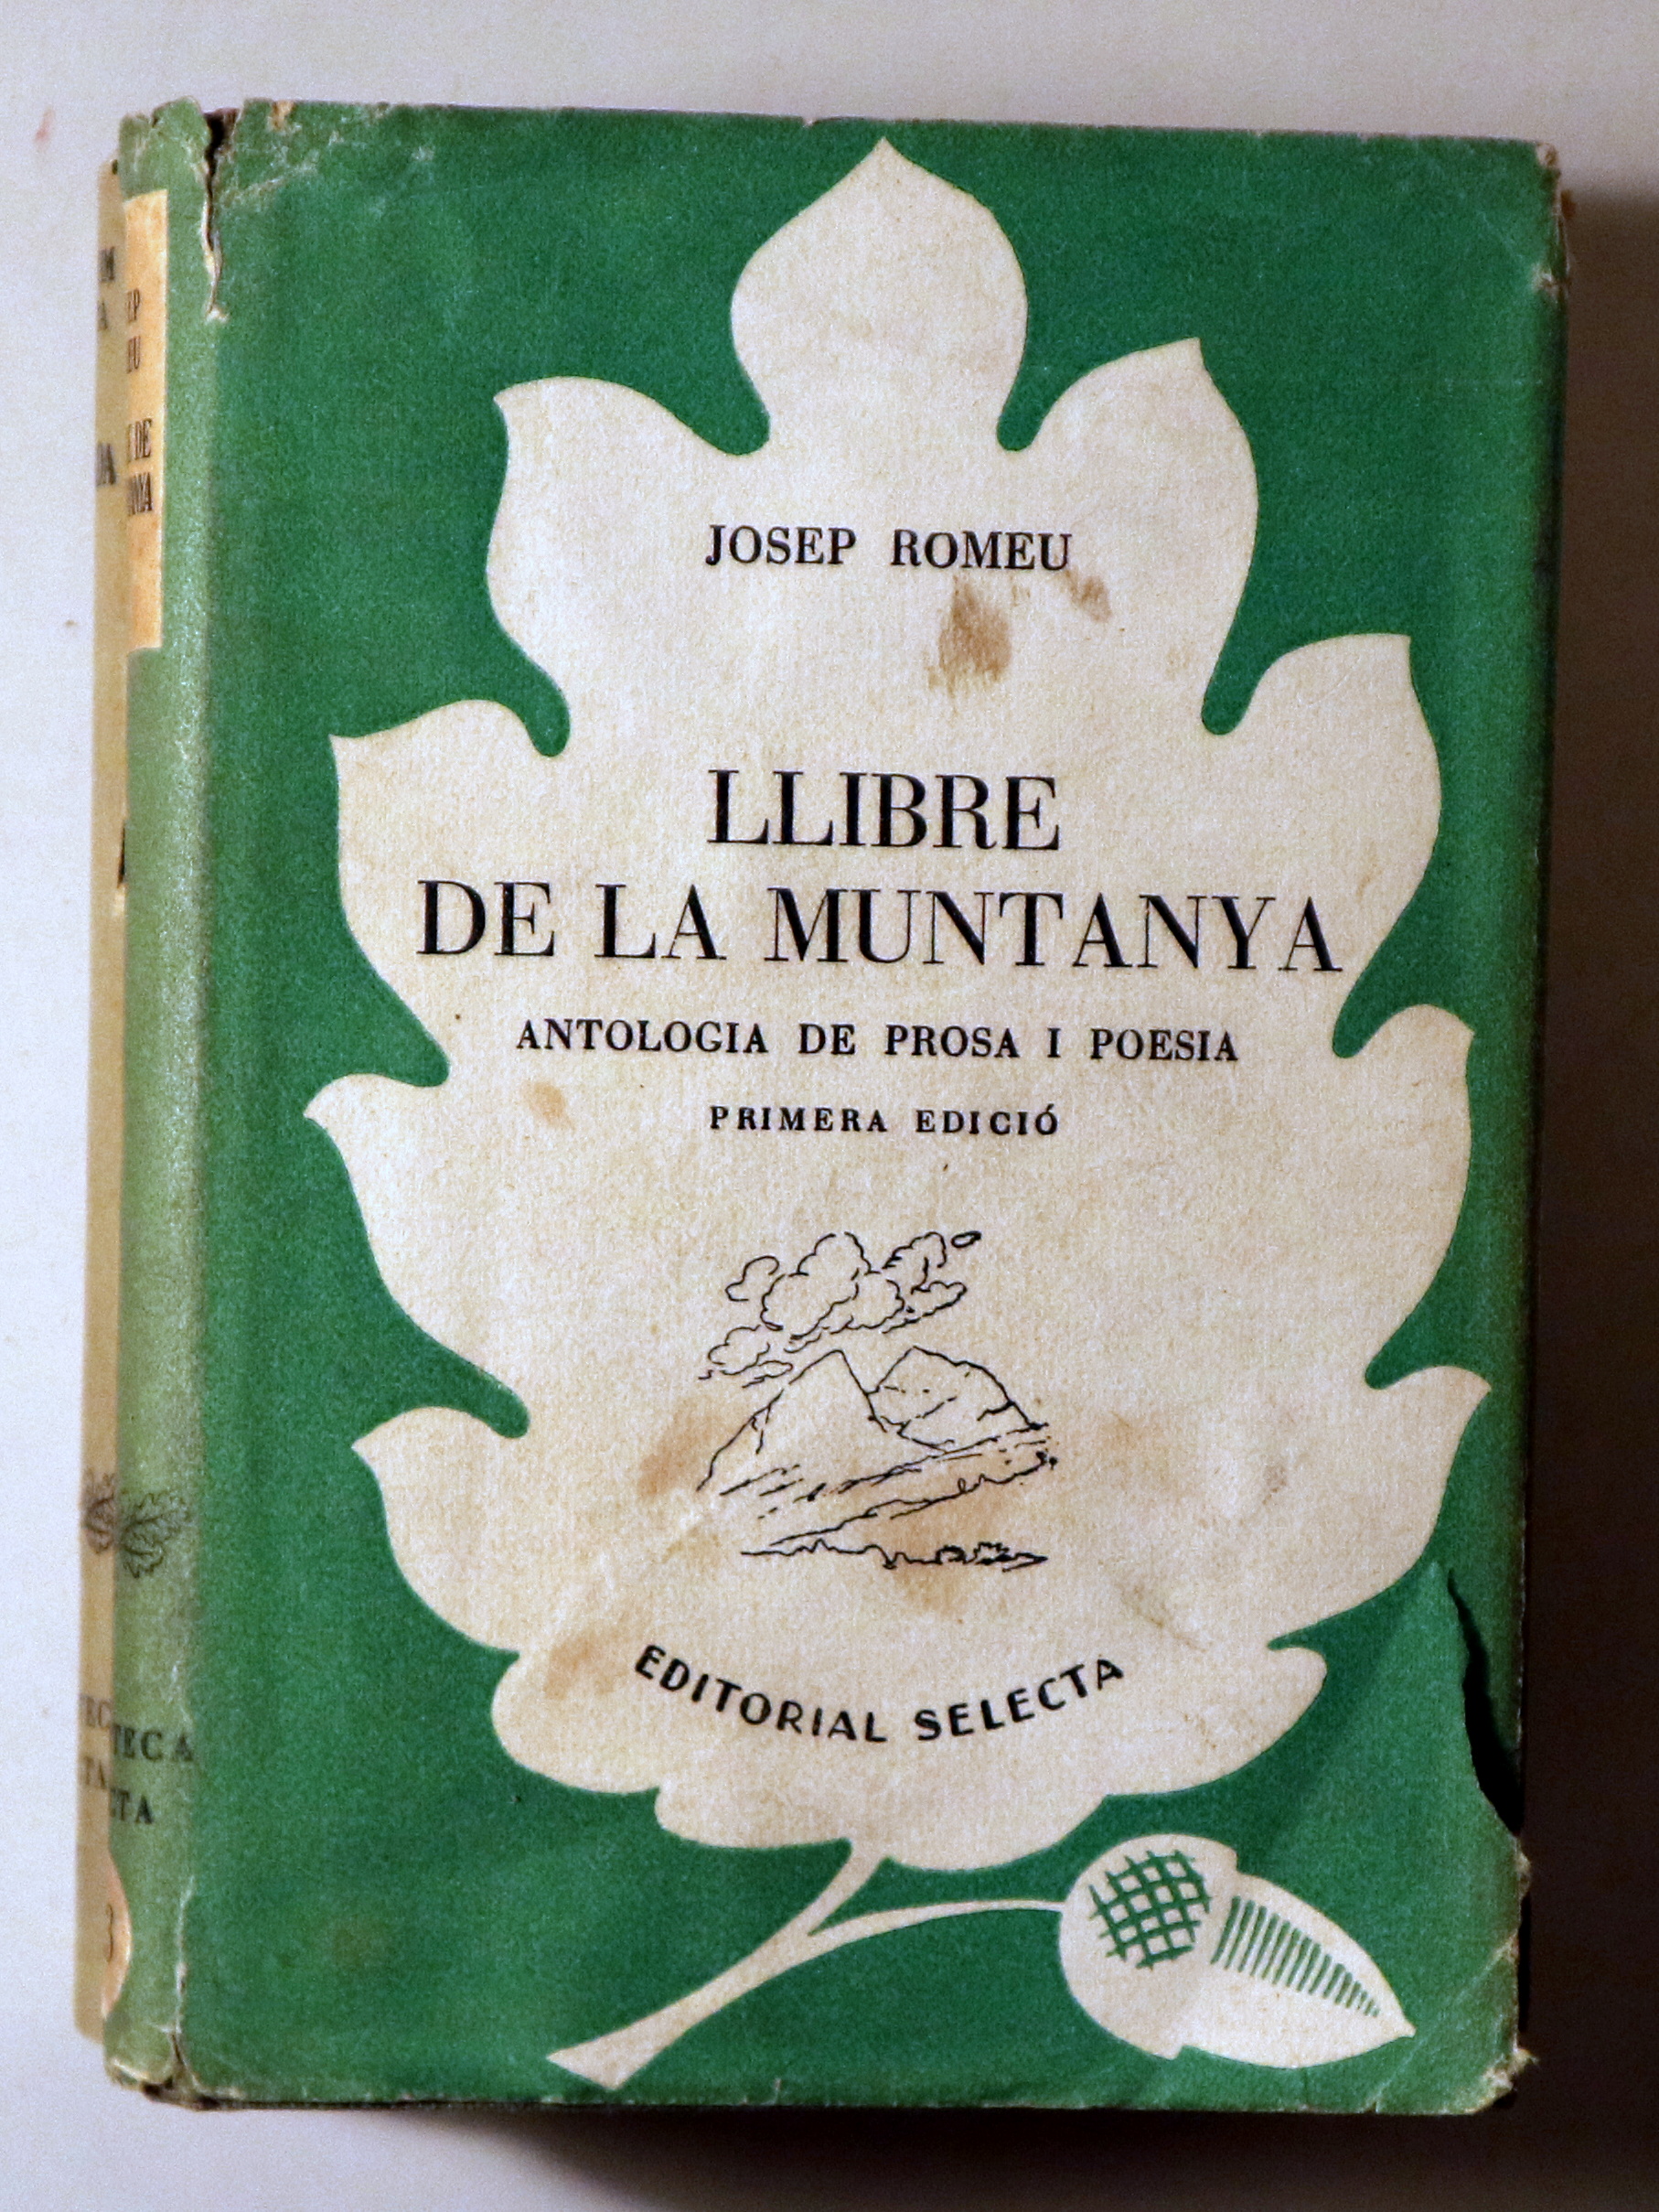 JOSEP ROMEU
LLIBRE
DE LA MUNTANYA
ANTOLOGIA DE PROSA I POESIA
PRIMERA EDICIÓ
EDITORIAL SELECTA